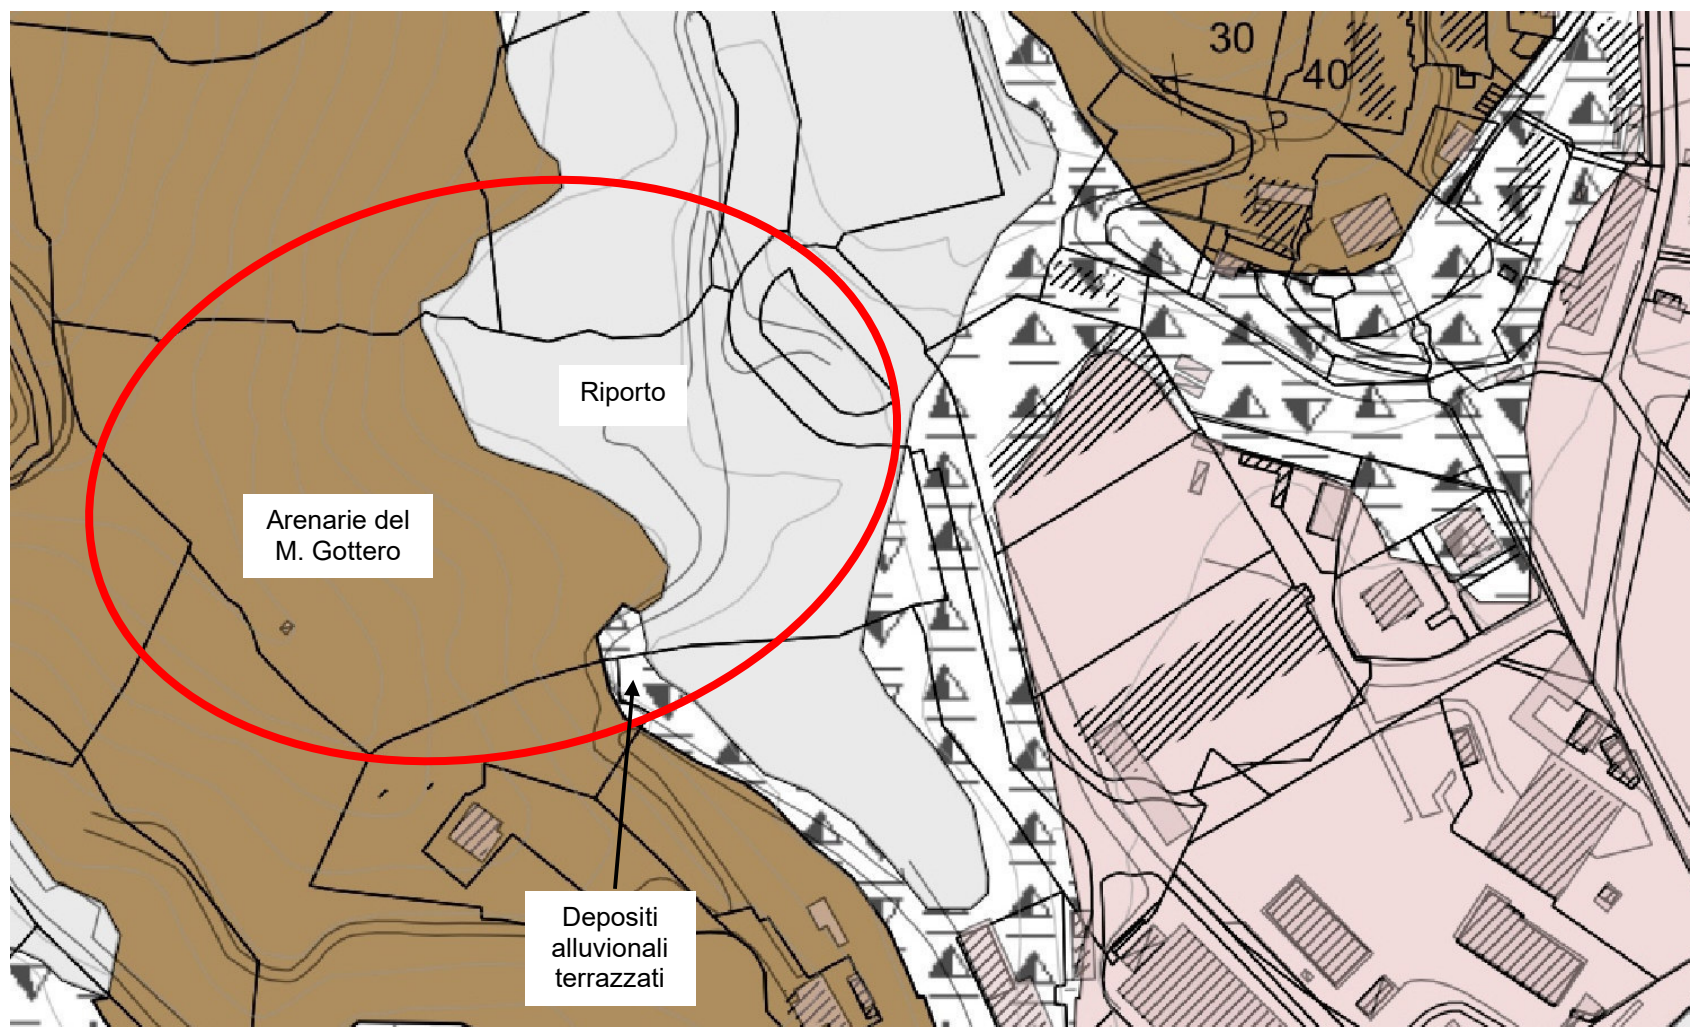 30
40
Riporto
Arenarie del
M. Gottero
Depositi
alluvionali
terrazzati